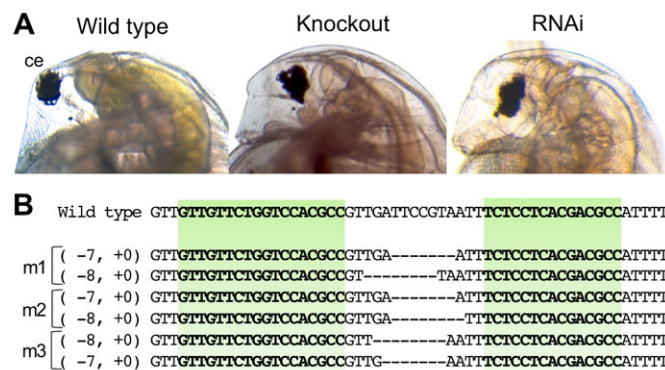 A Wild type Knockout RNAi
ce
B
Wild type GTTGTTGTTCTGGTCCACGCCGTTGATTCCGTAATTTCTCCTCACGACGCCATTTT
m1 ( -7, +0) GTTGTTGTTCTGGTCCACGCCGTTGA-------ATTTCTCCTCACGACGCCATTTT
( -8, +0) GTTGTTGTTCTGGTCCACGCCGT--------TAATTTCTCCTCACGACGCCATTTT
m2 ( -7, +0) GTTGTTGTTCTGGTCCACGCCGTTGA-------ATTTCTCCTCACGACGCCATTTT
( -8, +0) GTTGTTGTTCTGGTCCACGCCGTTGA--------TTTCTCCTCACGACGCCATTTT
m3 ( -8, +0) GTTGTTGTTCTGGTCCACGCCGTT--------AATTTCTCCTCACGACGCCATTTT
( -7, +0) GTTGTTGTTCTGGTCCACGCCGTTG-------AATTTCTCCTCACGACGCCATTTT